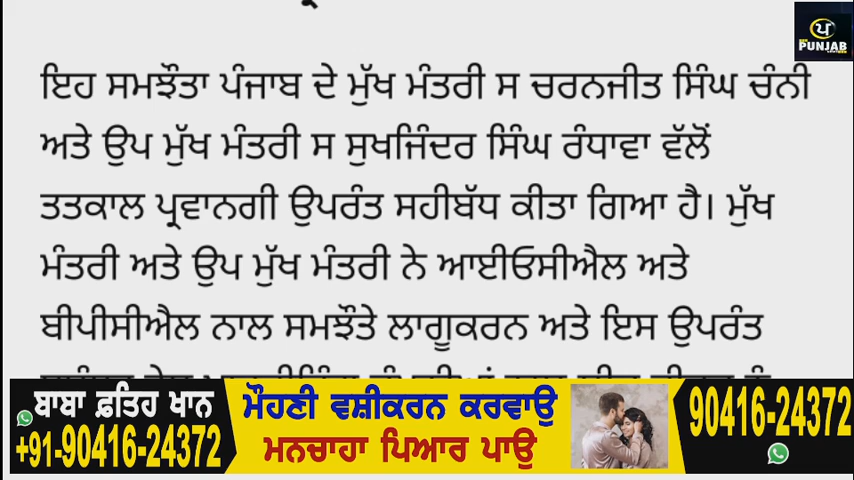 PUNJAB
ਇਹ ਸਮਝੌਤਾ ਪੰਜਾਬ ਦੇ ਮੁੱਖ ਮੰਤਰੀ ਸ ਚਰਨਜੀਤ ਸਿੰਘ ਚੰਨੀ
ਅਤੇ ਉਪ ਮੁੱਖ ਮੰਤਰੀ ਸ ਸੁਖਜਿੰਦਰ ਸਿੰਘ ਰੰਧਾਵਾ ਵੱਲੋਂ
ਤਤਕਾਲ ਪ੍ਰਵਾਨਗੀ ਉਪਰੰਤ ਸਹੀਬੱਧ ਕੀਤਾ ਗਿਆ ਹੈ। ਮੁੱਖ
ਮੰਤਰੀ ਅਤੇ ਉਪ ਮੁੱਖ ਮੰਤਰੀ ਨੇ ਆਈਓਸੀਐਲ ਅਤੇ
ਬੀਪੀਸੀਐਲ ਨਾਲ ਸਮਝੌਤੇ ਲਾਗੂਕਰਨ ਅਤੇ ਇਸ ਉਪਰੰਤ
ਬਾਬਾ ਫ਼ਤਿਹ ਖਾਨ
+91-90416-24372
ਮੌਹਣੀ ਵਸ਼ੀਕਰਨ ਕਰਵਾਉ
ਮਨਚਾਹਾ ਪਿਆਰ ਪਾਉ
90416-24372